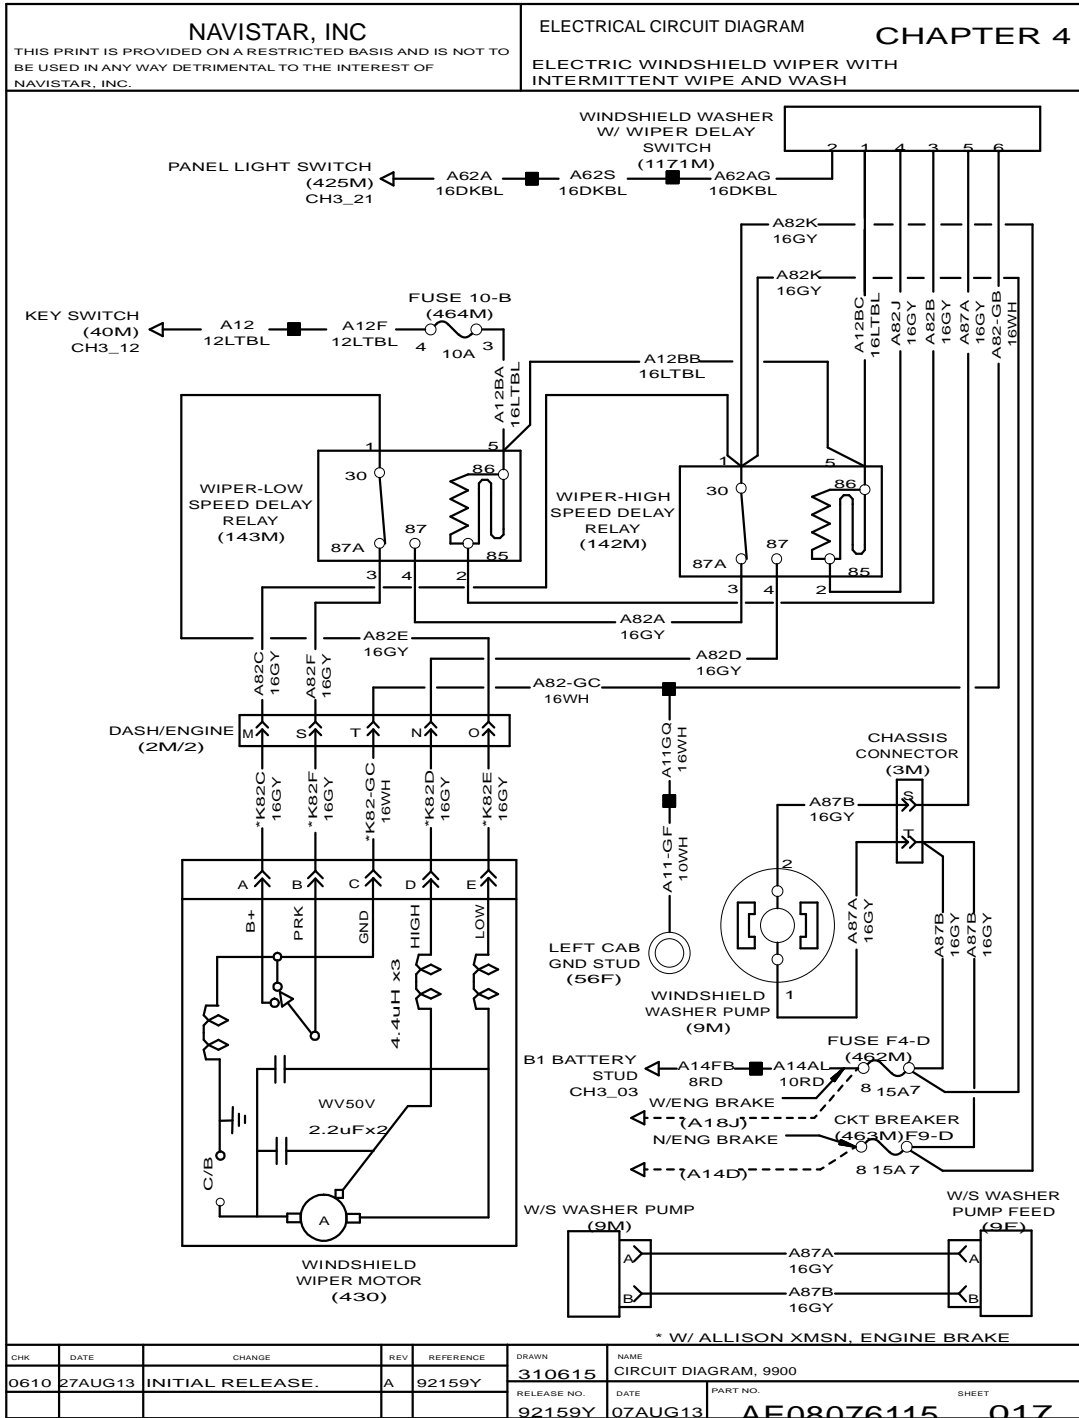 NAVISTAR, INC
THIS PRINT IS PROVIDED ON A RESTRICTED BASIS AND IS NOT TO
BE USED IN ANY WAY DETRIMENTAL TO THE INTEREST OF
NAVISTAR, INC.
ELECTRICAL CIRCUIT DIAGRAM
CHAPTER 4
ELECTRIC WINDSHIELD WIPER WITH
INTERMITTENT WIPE AND WASH
WINDSHIELD WASHER
W/ WIPER DELAY
SWITCH
(1171M)
2 1 4 3 5 6
PANEL LIGHT SWITCH
(425M)
CH3_21
A62A
16DKBL
A62S
16DKBL
A62AG
16DKBL
A82K
16GY
A82K
16GY
A12BC
16LTBL
A82J
16GY
A82B
16GY
A87A
16GY
A82-GB
16WH
KEY SWITCH
(40M)
CH3_12
A12
12LTBL
A12F
12LTBL
FUSE 10-B
(464M)
4 3
10A
A12BA
16LTBL
A12BB
16LTBL
WIPER-LOW
SPEED DELAY
RELAY
(143M)
1 5
30 86
87
87A 85
3 4 2
WIPER-HIGH
SPEED DELAY
RELAY
(142M)
1 5
30 86
87
87A 85
3 4 2
A82A
16GY
A82E
16GY
A82D
16GY
A82C
16GY
A82F
16GY
A82-GC
16WH
DASH/ENGINE
(2M/2)
M S T N O
*K82C
16GY
*K82F
16GY
*K82-GC
16WH
*K82D
16GY
*K82E
16GY
A11GQ
16WH
A11-GF
10WH
LEFT CAB
GND STUD
(56F)
CHASSIS
CONNECTOR
(3M)
S
T
A87B
16GY
2
1
A87A
16GY
A87B
16GY
A87B
16GY
WINDSHIELD
WASHER PUMP
(9M)
A B C D E
B+
PRK
GND
HIGH
LOW
4.4uH x3
WV50V
2.2uFx2
C/B
A
WINDSHIELD
WIPER MOTOR
(430)
B1 BATTERY
STUD
CH3_03
A14FB
8RD
A14AL
10RD
FUSE F4-D
(462M)
8 15A 7
W/ENG BRAKE
(A18J)
N/ENG BRAKE
(A14D)
CKT BREAKER
(463M)F9-D
8 15A 7
W/S WASHER PUMP
(9M)
A
B
A87A
16GY
A87B
16GY
W/S WASHER
PUMP FEED
(9F)
A
B
* W/ ALLISON XMSN, ENGINE BRAKE
CHK DATE CHANGE REV REFERENCE
0610 27AUG13 INITIAL RELEASE. A 92159Y
DRAWN
310615
NAME
CIRCUIT DIAGRAM, 9900
RELEASE NO.
92159Y
DATE
07AUG13
PART NO.
AE08076115
SHEET
017